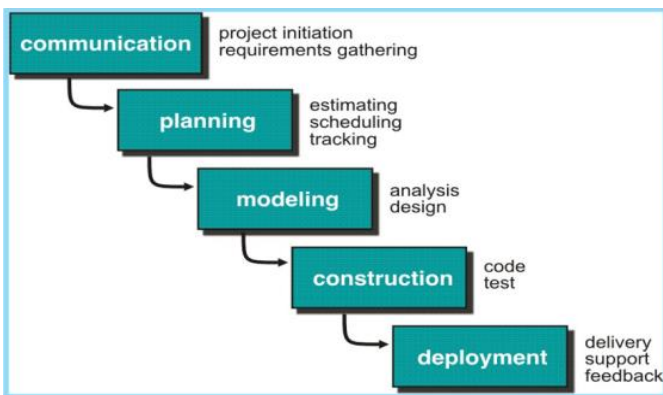 communication
project initiation
requirements gathering
planning
estimating
scheduling
tracking
modeling
analysis
design
construction
code
test
deployment
delivery
support
feedback